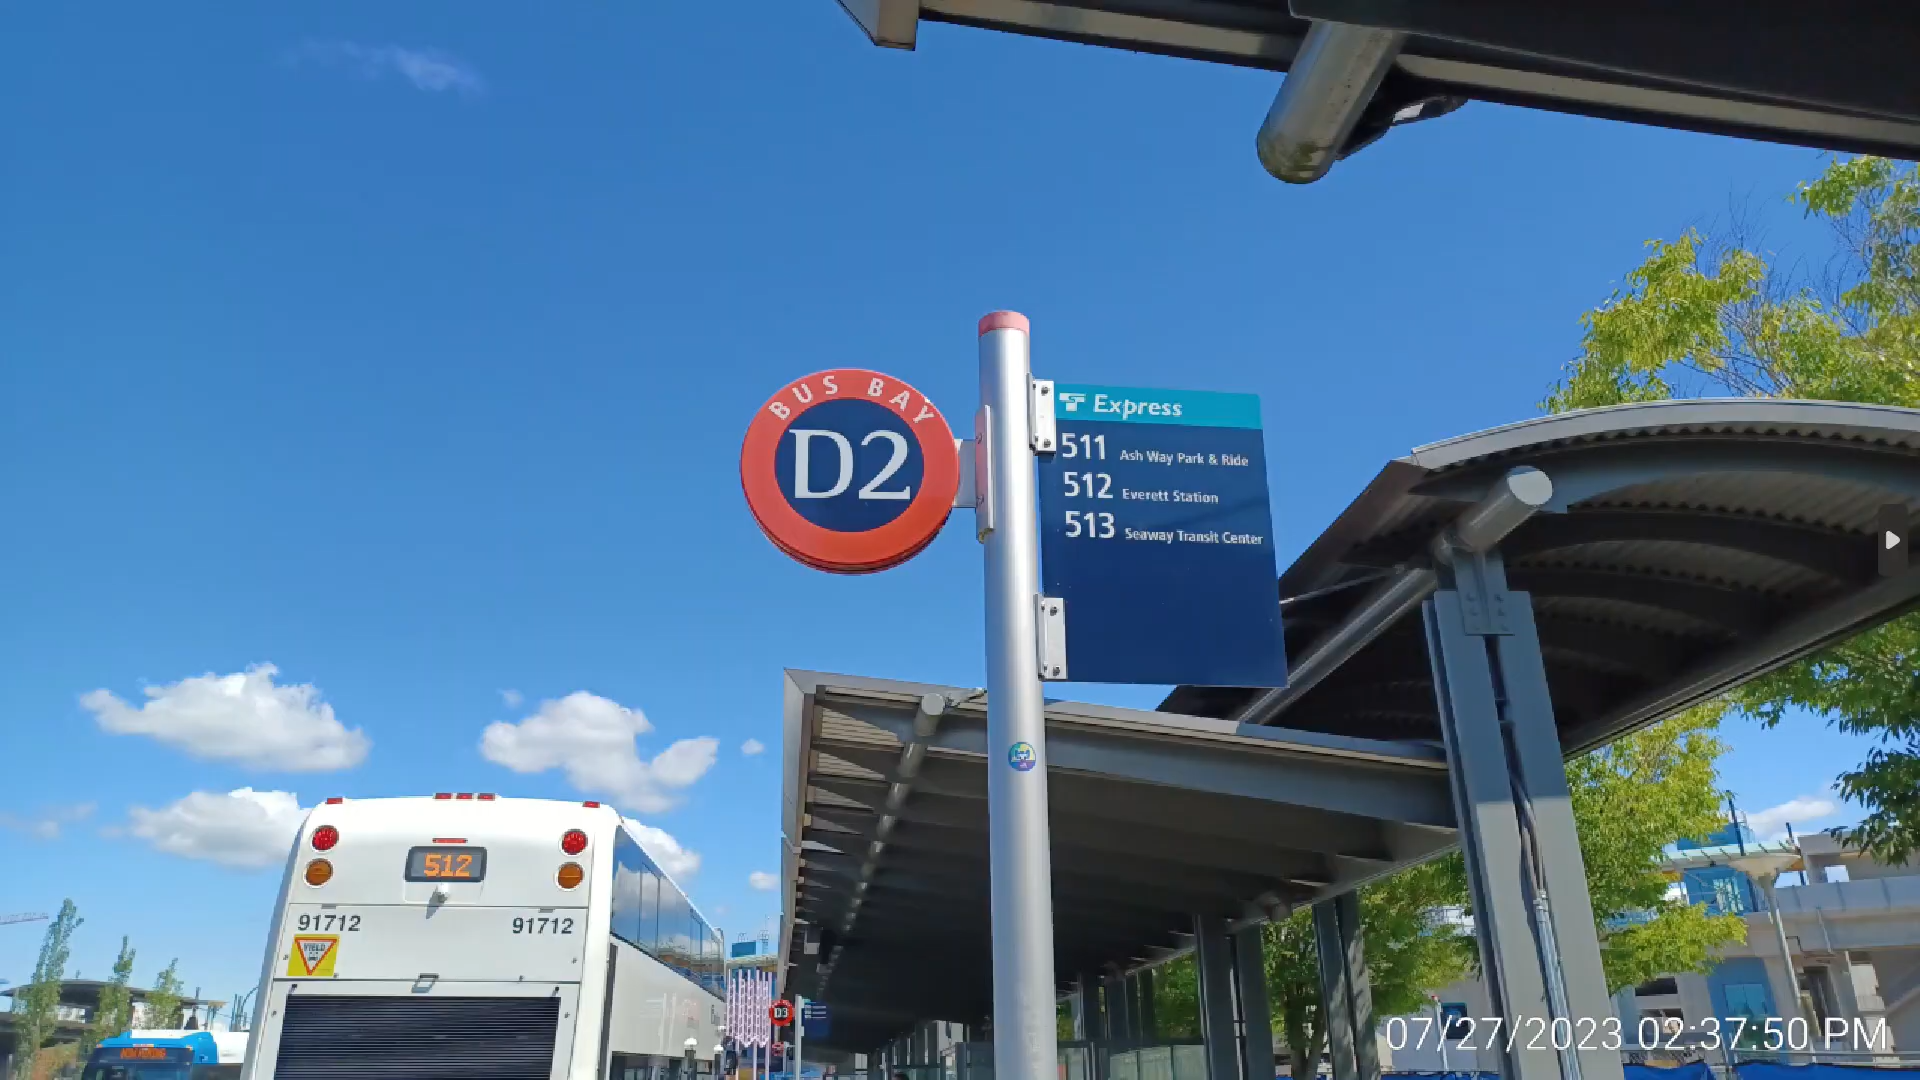 BUS BAY
D2
Express
511 Ash Way Park & Ride
512 Everett Station
513 Seaway Transit Center
512
91712 91712
YIELD
D3
07/27/2023 02:37:50 PM